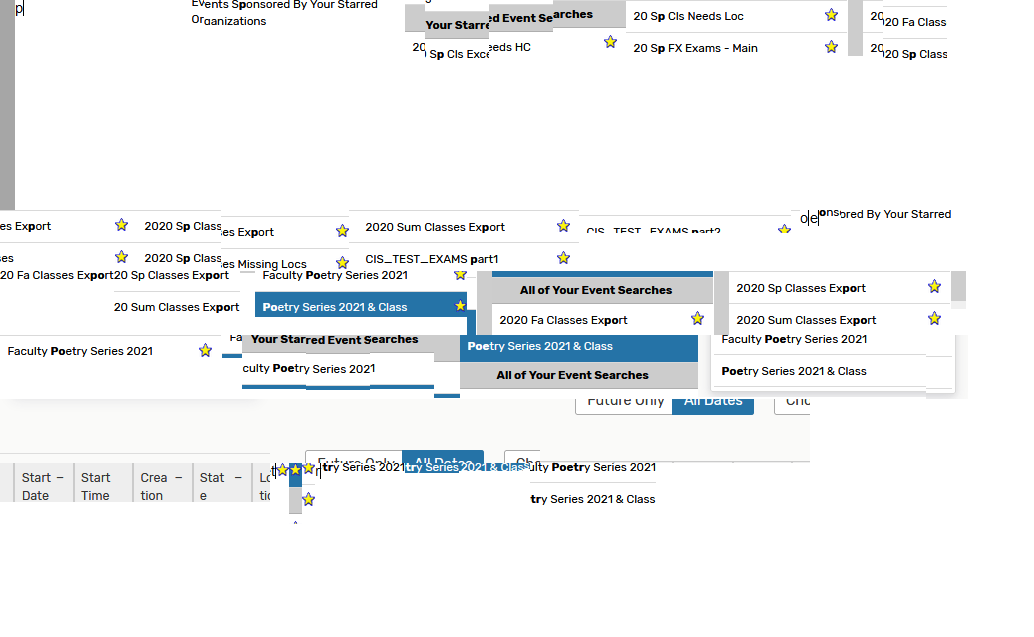 p
Events Sponsored By Your Starred
Organizations
Your Starred Event Searches
20 Sp Cls Needs Loc
20 Fa Class
eeds HC
Sp Cls Exce
20 Sp FX Exams - Main
20 Sp Class
onsored By Your Starred
es Export
2020 Sp Class
es Export
2020 Sum Classes Export
CIS_TEST_EXAMS part2
ses
2020 Sp Class
es Missing Locs
CIS_TEST_EXAMS part1
20 Fa Classes Export
20 Sp Classes Export
Faculty Poetry Series 2021
All of Your Event Searches
2020 Sp Classes Export
20 Sum Classes Export
Poetry Series 2021 & Class
2020 Fa Classes Export
2020 Sum Classes Export
Faculty Poetry Series 2021
Fa
Your Starred Event Searches
Poetry Series 2021 & Class
Faculty Poetry Series 2021
culty Poetry Series 2021
All of Your Event Searches
Poetry Series 2021 & Class
Future Only
All Dates
Future Only
All Dates
Start – Date
Start Time
Crea – tion
Stat – e
try Series 2021
try Series 2021 & Class
ulty Poetry Series 2021
try Series 2021 & Class